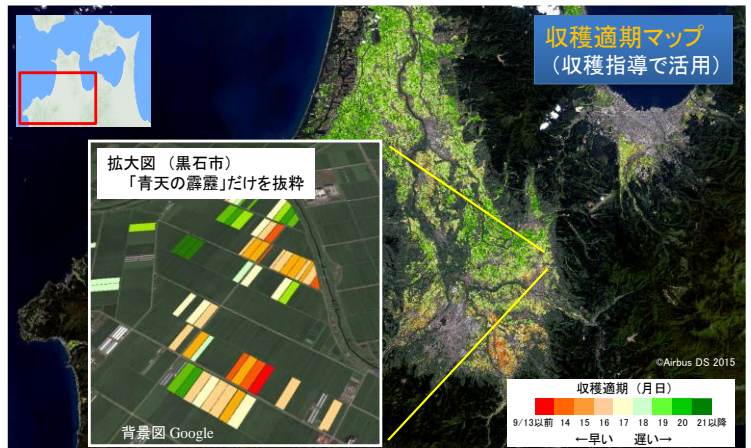 収穫適期マップ
（収穫指導で活用）
拡大図 （黒石市）
「青天の霹靂」だけを抜粋
背景図 Google
©Airbus DS 2015
収穫適期（月日）
9/13以前 14 15 16 17 18 19 20 21以降
←早い 遅い→